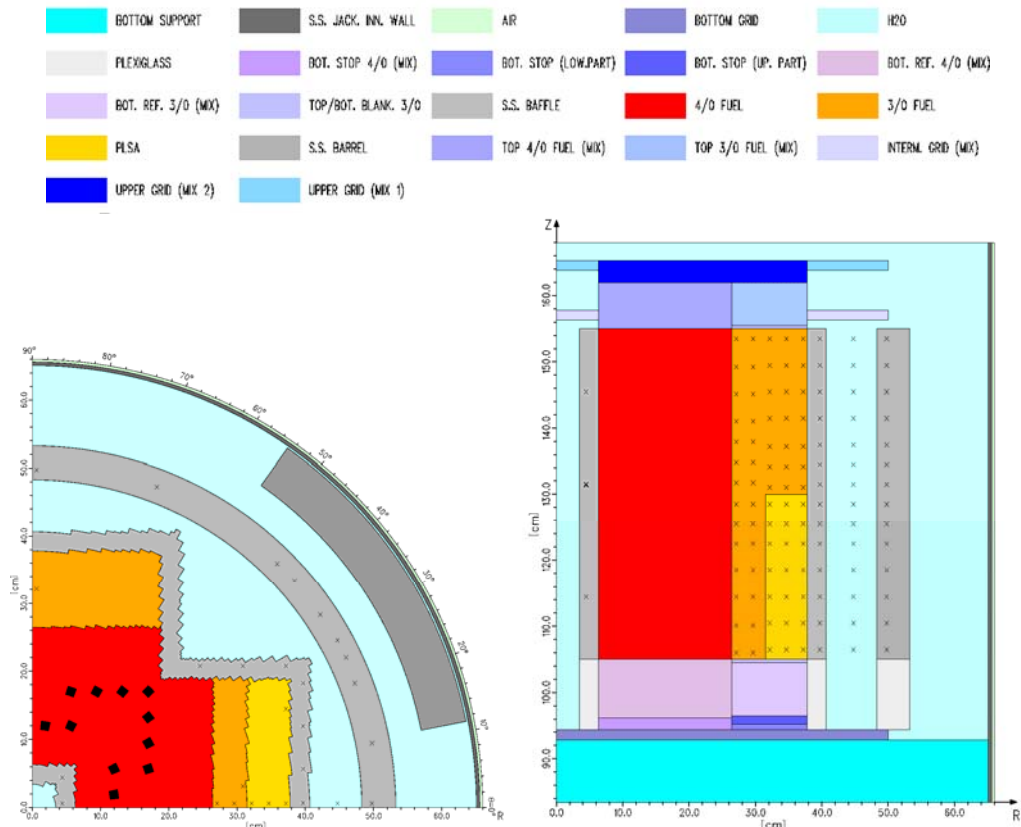 BOTTOM SUPPORT S.S. JACK. INN. WALL AIR BOTTOM GRID H2O
PLEXIGLASS BOT. STOP 4/0 (MIX) BOT. STOP (LOW.PART) BOT. STOP (UP. PART) BOT. REF. 4/0 (MIX)
BOT. REF. 3/0 (MIX) TOP/BOT. BLANK. 3/0 S.S. BAFFLE 4/0 FUEL 3/0 FUEL
PLSA S.S. BARREL TOP 4/0 FUEL (MIX) TOP 3/0 FUEL (MIX) INTERM. GRID (MIX)
UPPER GRID (MIX 2) UPPER GRID (MIX 1)
90°
80°
70°
60°
50°
40°
30°
20°
10°
θ=0°
60.0
50.0
40.0
[cm]
30.0
20.0
10.0
0.0
0.0 10.0 20.0 30.0 40.0 50.0 60.0 R
[cm]
Z
160.0
[cm]
150.0
140.0
130.0
120.0
110.0
100.0
90.0
0.0 10.0 20.0 30.0 40.0 50.0 60.0 R
[cm]